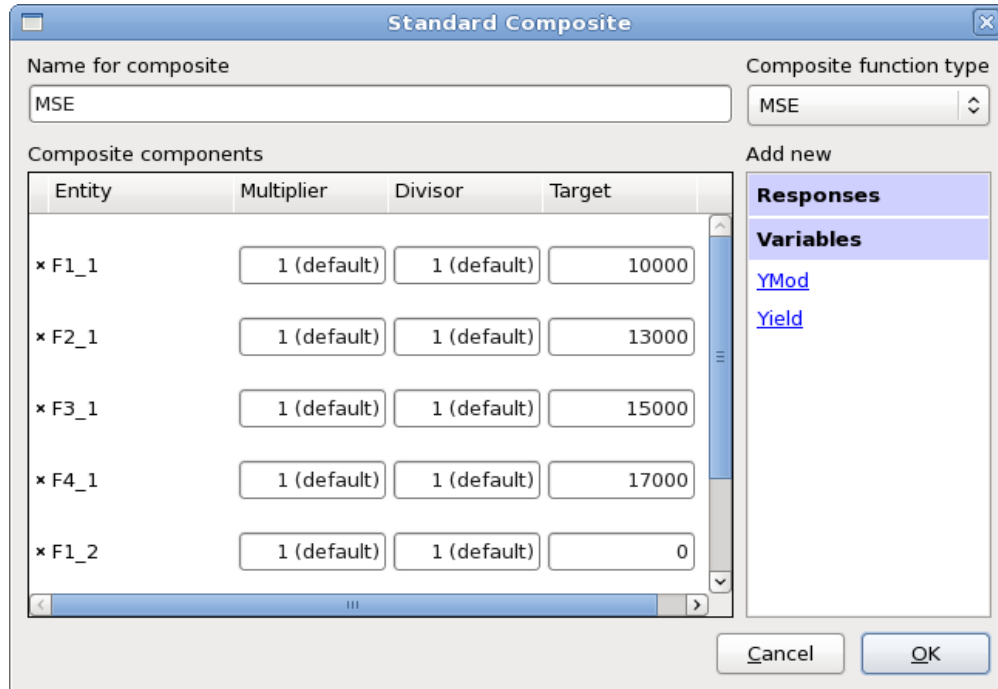 Standard Composite
Name for composite
Composite function type
MSE
MSE
Composite components
Add new
Entity Multiplier Divisor Target
Responses
Variables
× F1_1 1 (default) 1 (default) 10000
YMod
Yield
× F2_1 1 (default) 1 (default) 13000
× F3_1 1 (default) 1 (default) 15000
× F4_1 1 (default) 1 (default) 17000
× F1_2 1 (default) 1 (default) 0
Cancel
OK